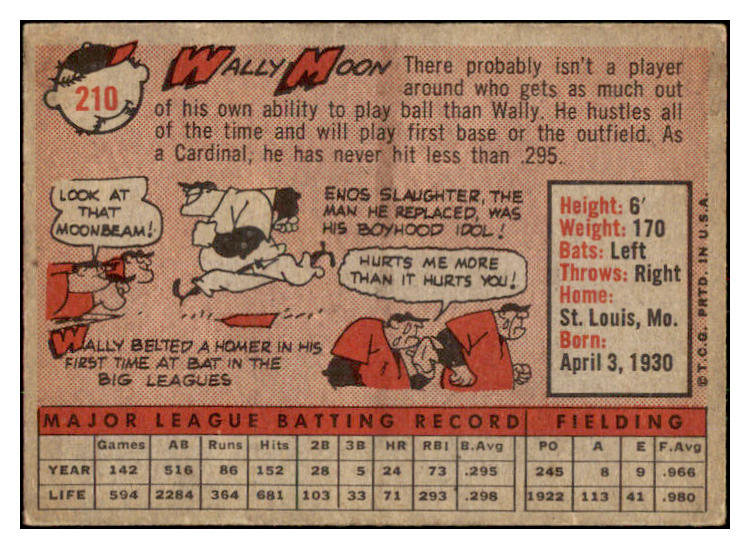 210
WALLY MOON There probably isn't a player
around who gets as much out
of his own ability to play ball than Wally. He hustles all
of the time and will play first base or the outfield. As
a Cardinal, he has never hit less than .295.
LOOK AT
THAT
MOONBEAM!
ENOS SLAUGHTER, THE
MAN HE REPLACED, WAS
HIS BOYHOOD IDOL!
HURTS ME MORE
THAN IT HURTS YOU!
WALLY BELTED A HOMER IN HIS
FIRST TIME AT BAT IN THE
BIG LEAGUES
Height: 6'
Weight: 170
Bats: Left
Throws: Right
Home:
St. Louis, Mo.
Born:
April 3, 1930
© T.C.G. PRTD. IN U.S.A.
MAJOR LEAGUE BATTING RECORD FIELDING
Games AB Runs Hits 2B 3B HR RBI B.Avg PO A E F.Avg
YEAR 142 516 86 152 28 5 24 73 .295 245 8 9 .966
LIFE 594 2284 364 681 103 33 71 293 .298 1922 113 41 .980